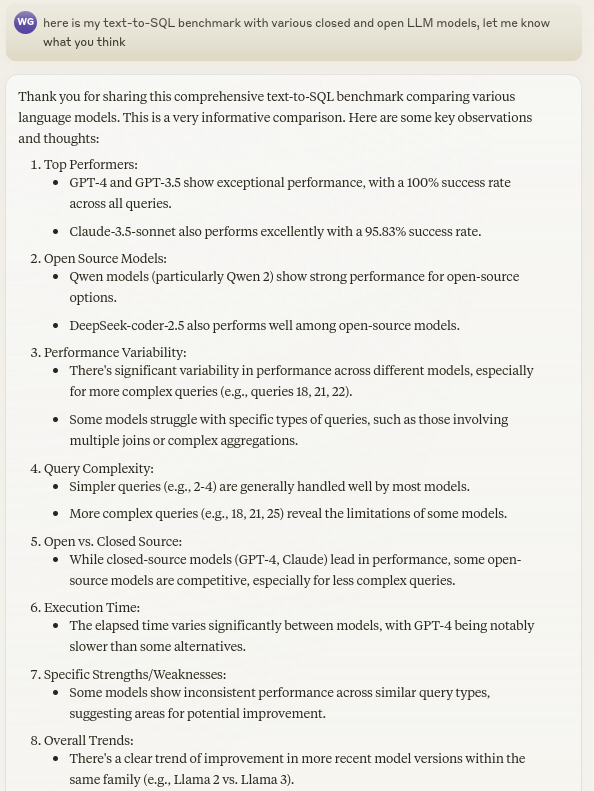 WG here is my text-to-SQL benchmark with various closed and open LLM models, let me know
what you think
Thank you for sharing this comprehensive text-to-SQL benchmark comparing various
language models. This is a very informative comparison. Here are some key observations
and thoughts:
1. Top Performers:
• GPT-4 and GPT-3.5 show exceptional performance, with a 100% success rate
across all queries.
• Claude-3.5-sonnet also performs excellently with a 95.83% success rate.
2. Open Source Models:
• Qwen models (particularly Qwen 2) show strong performance for open-source
options.
• DeepSeek-coder-2.5 also performs well among open-source models.
3. Performance Variability:
• There's significant variability in performance across different models, especially
for more complex queries (e.g., queries 18, 21, 22).
• Some models struggle with specific types of queries, such as those involving
multiple joins or complex aggregations.
4. Query Complexity:
• Simpler queries (e.g., 2-4) are generally handled well by most models.
• More complex queries (e.g., 18, 21, 25) reveal the limitations of some models.
5. Open vs. Closed Source:
• While closed-source models (GPT-4, Claude) lead in performance, some open-
source models are competitive, especially for less complex queries.
6. Execution Time:
• The elapsed time varies significantly between models, with GPT-4 being notably
slower than some alternatives.
7. Specific Strengths/Weaknesses:
• Some models show inconsistent performance across similar query types,
suggesting areas for potential improvement.
8. Overall Trends:
• There's a clear trend of improvement in more recent model versions within the
same family (e.g., Llama 2 vs. Llama 3).